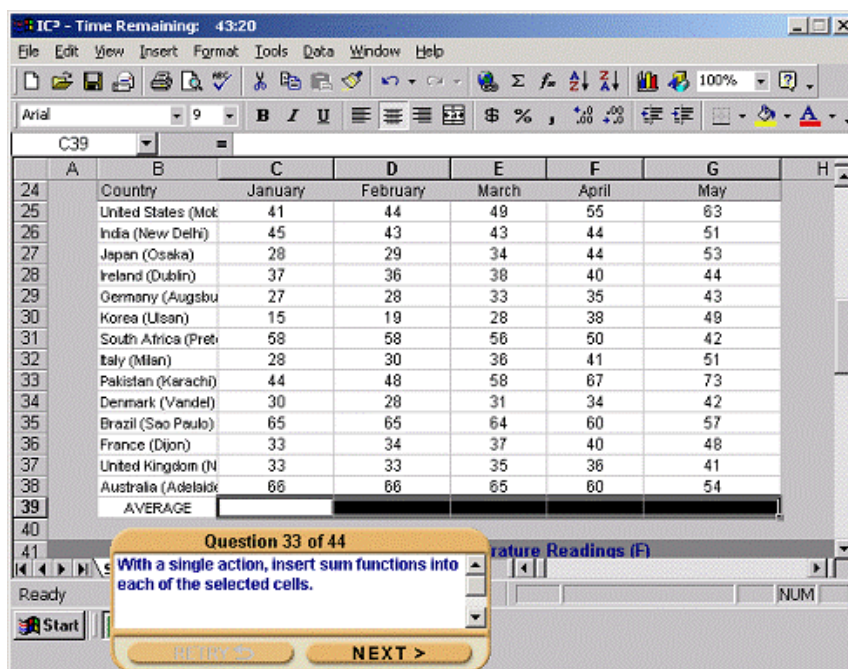 IC³ - Time Remaining: 43:20
File Edit View Insert Format Tools Data Window Help
100%
Arial 9 B I U $ % ,
C39 =
A B C D E F G H
24 Country January February March April May
25 United States (Mob 41 44 49 55 63
26 India (New Delhi) 45 43 43 44 51
27 Japan (Osaka) 28 29 34 44 53
28 Ireland (Dublin) 37 36 38 40 44
29 Germany (Augsbu 27 28 33 35 43
30 Korea (Ulsan) 15 19 28 38 49
31 South Africa (Preto 58 58 56 50 42
32 Italy (Milan) 28 30 36 41 51
33 Pakistan (Karachi) 44 48 58 67 73
34 Denmark (Vandel) 30 28 31 34 42
35 Brazil (Sao Paulo) 65 65 64 60 57
36 France (Dijon) 33 34 37 40 48
37 United Kingdom (N 33 33 35 36 41
38 Australia (Adelaide 66 66 65 60 54
39 AVERAGE
40
41 rature Readings (F)
Question 33 of 44
With a single action, insert sum functions into
each of the selected cells.
Ready NUM
Start
RETRY NEXT >